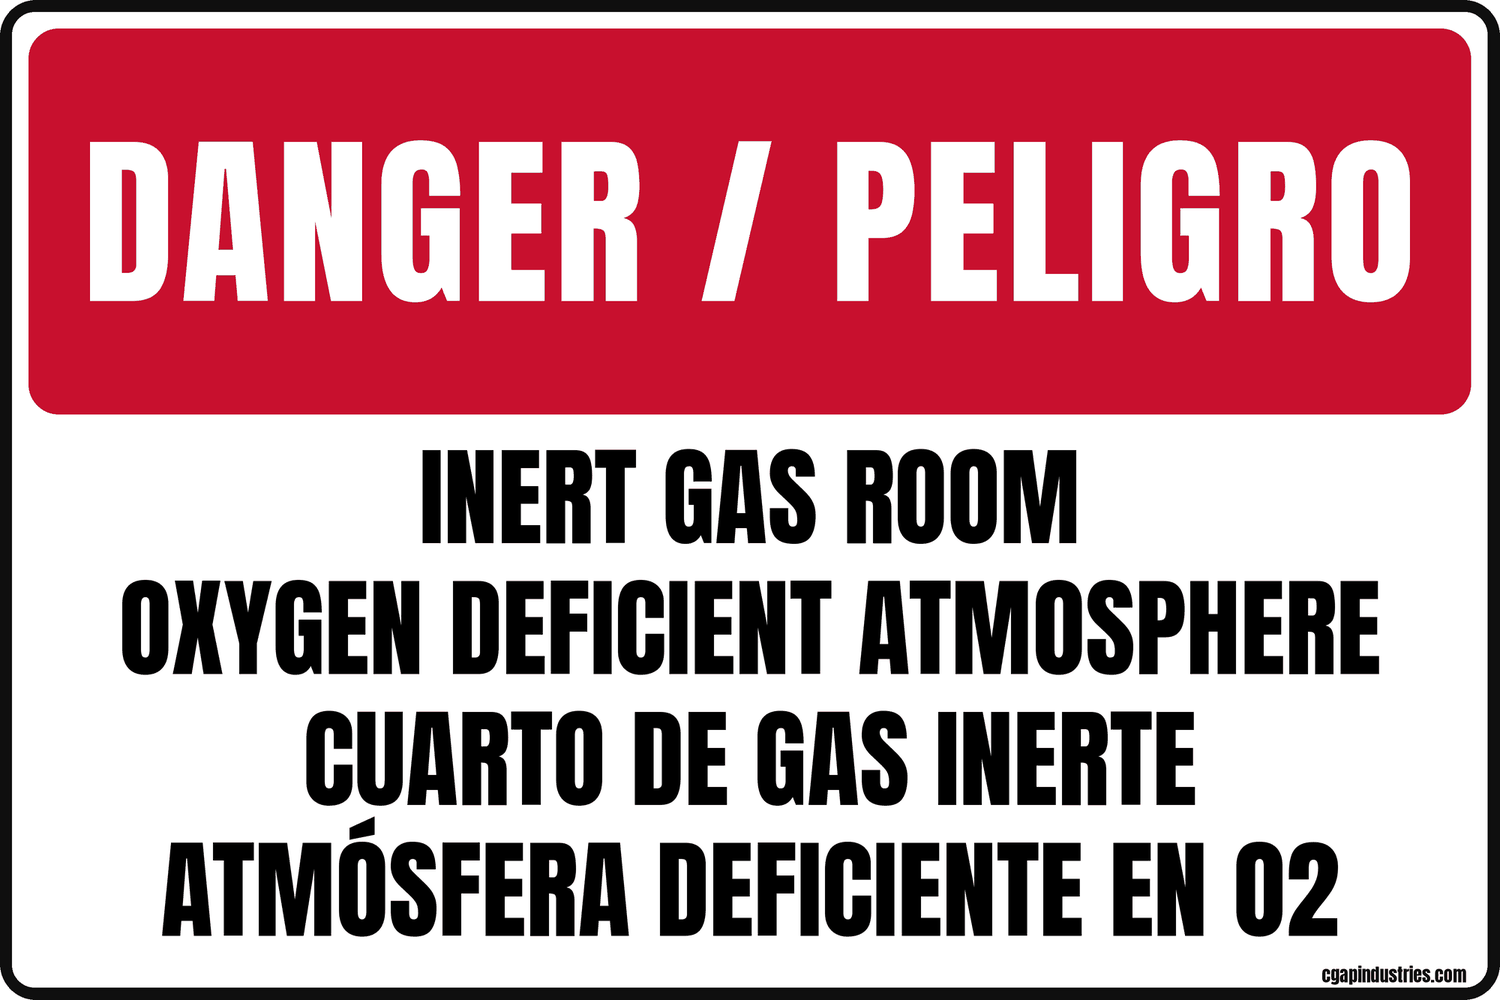 DANGER / PELIGRO
INERT GAS ROOM
OXYGEN DEFICIENT ATMOSPHERE
CUARTO DE GAS INERTE
ATMÓSFERA DEFICIENTE EN O2
cgapindustries.com